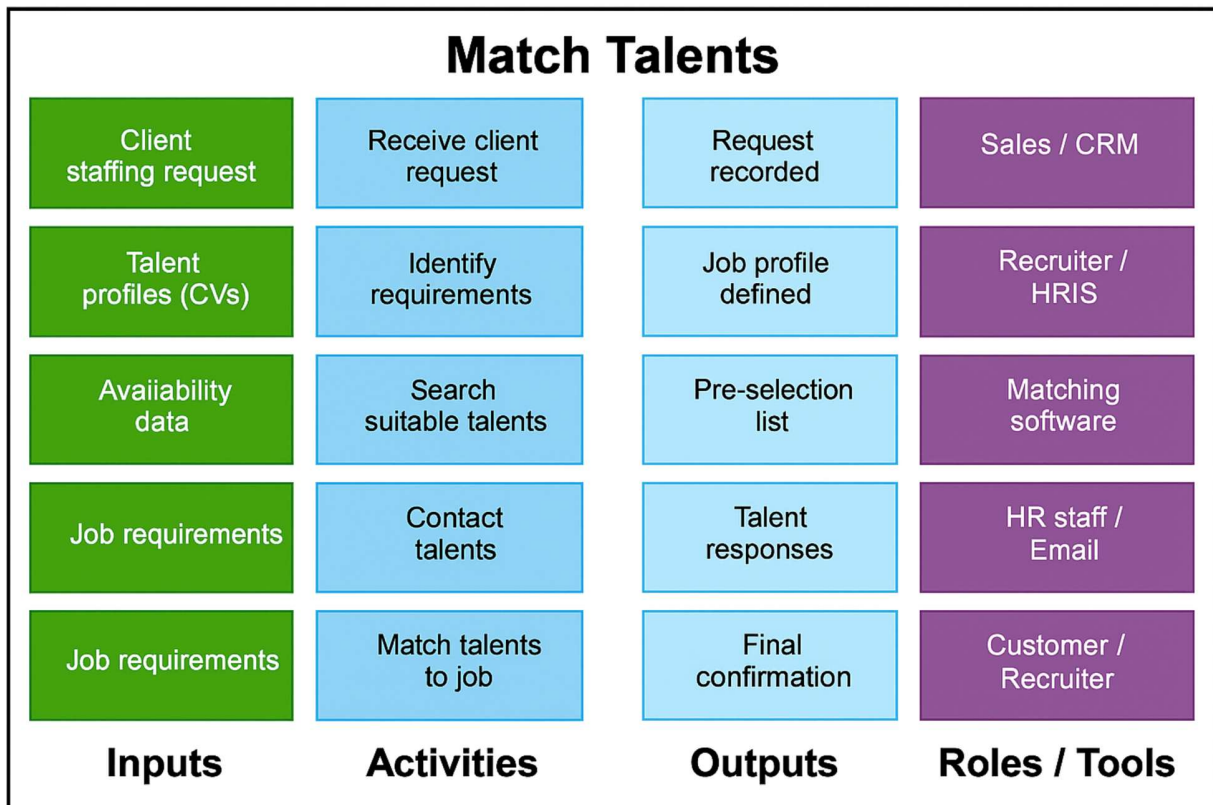 Match Talents
Client
staffing request
Receive client
request
Request
recorded
Sales / CRM
Talent
profiles (CVs)
Identify
requirements
Job profile
defined
Recruiter /
HRIS
Avaiiability
data
Search
suitable talents
Pre-selection
list
Matching
software
Job requirements
Contact
talents
Talent
responses
HR staff /
Email
Job requirements
Match talents
to job
Final
confirmation
Customer /
Recruiter
Inputs
Activities
Outputs
Roles / Tools